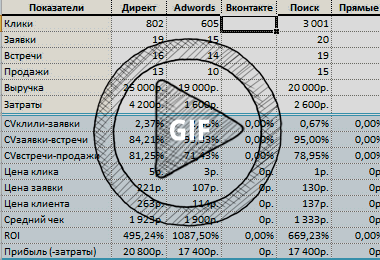 Показатели Директ Adwords Вконтакте Поиск Прямые
Клики 802 605 3 001
Заявки 19 15 20
Встречи 16 14 19
Продажи 13 10 15
Выручка 25 000р. 19 000р. 20 000р.
Затраты 4 200р. 1 600р. 2 600р.
GIF
CVклили-заявки 2,37% 0,00% 0,67% 0,00%
CVзаявки-встречи 84,21% 0,00% 95,00% 0,00%
CVвстречи-продажи 81,25% 71,43% 0,00% 78,95% 0,00%
Цена клика 5р. 3р. 0р. 1р. 0р
Цена заявки 221р. 107р. 0р. 130р. 0р
Цена клиента 263р. 114р. 0р. 137р. 0р
Средний чек 1 923р. 1 900р. 0р. 1 333р. 0р
ROI 495,24% 1087,50% 0,00% 669,23% 0,00%
Прибыль (-затраты) 20 800р. 17 400р. 0р. 17 400р. 0р